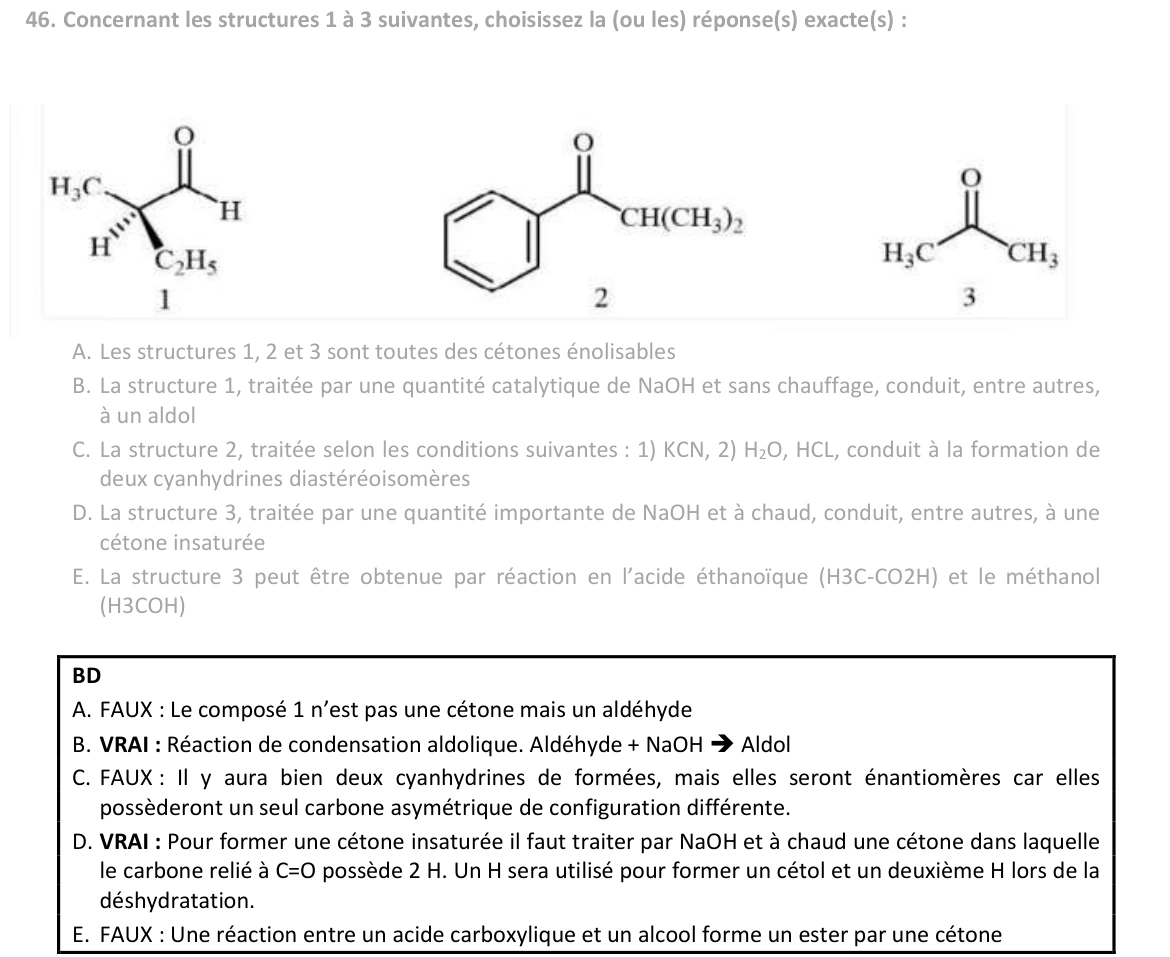 46. Concernant les structures 1 à 3 suivantes, choisissez la (ou les) réponse(s) exacte(s) :
O
H₃C
H
H
C₂H₅
1
O
CH(CH₃)₂
2
O
H₃C
CH₃
3
A. Les structures 1, 2 et 3 sont toutes des cétones énolisables
B. La structure 1, traitée par une quantité catalytique de NaOH et sans chauffage, conduit, entre autres,
à un aldol
C. La structure 2, traitée selon les conditions suivantes : 1) KCN, 2) H₂O, HCL, conduit à la formation de
deux cyanhydrines diastéréoisomères
D. La structure 3, traitée par une quantité importante de NaOH et à chaud, conduit, entre autres, à une
cétone insaturée
E. La structure 3 peut être obtenue par réaction en l’acide éthanoïque (H3C-CO2H) et le méthanol
(H3COH)
BD
A. FAUX : Le composé 1 n’est pas une cétone mais un aldéhyde
B. VRAI : Réaction de condensation aldolique. Aldéhyde + NaOH ➔ Aldol
C. FAUX : Il y aura bien deux cyanhydrines de formées, mais elles seront énantiomères car elles
possèderont un seul carbone asymétrique de configuration différente.
D. VRAI : Pour former une cétone insaturée il faut traiter par NaOH et à chaud une cétone dans laquelle
le carbone relié à C=O possède 2 H. Un H sera utilisé pour former un cétol et un deuxième H lors de la
déshydratation.
E. FAUX : Une réaction entre un acide carboxylique et un alcool forme un ester par une cétone